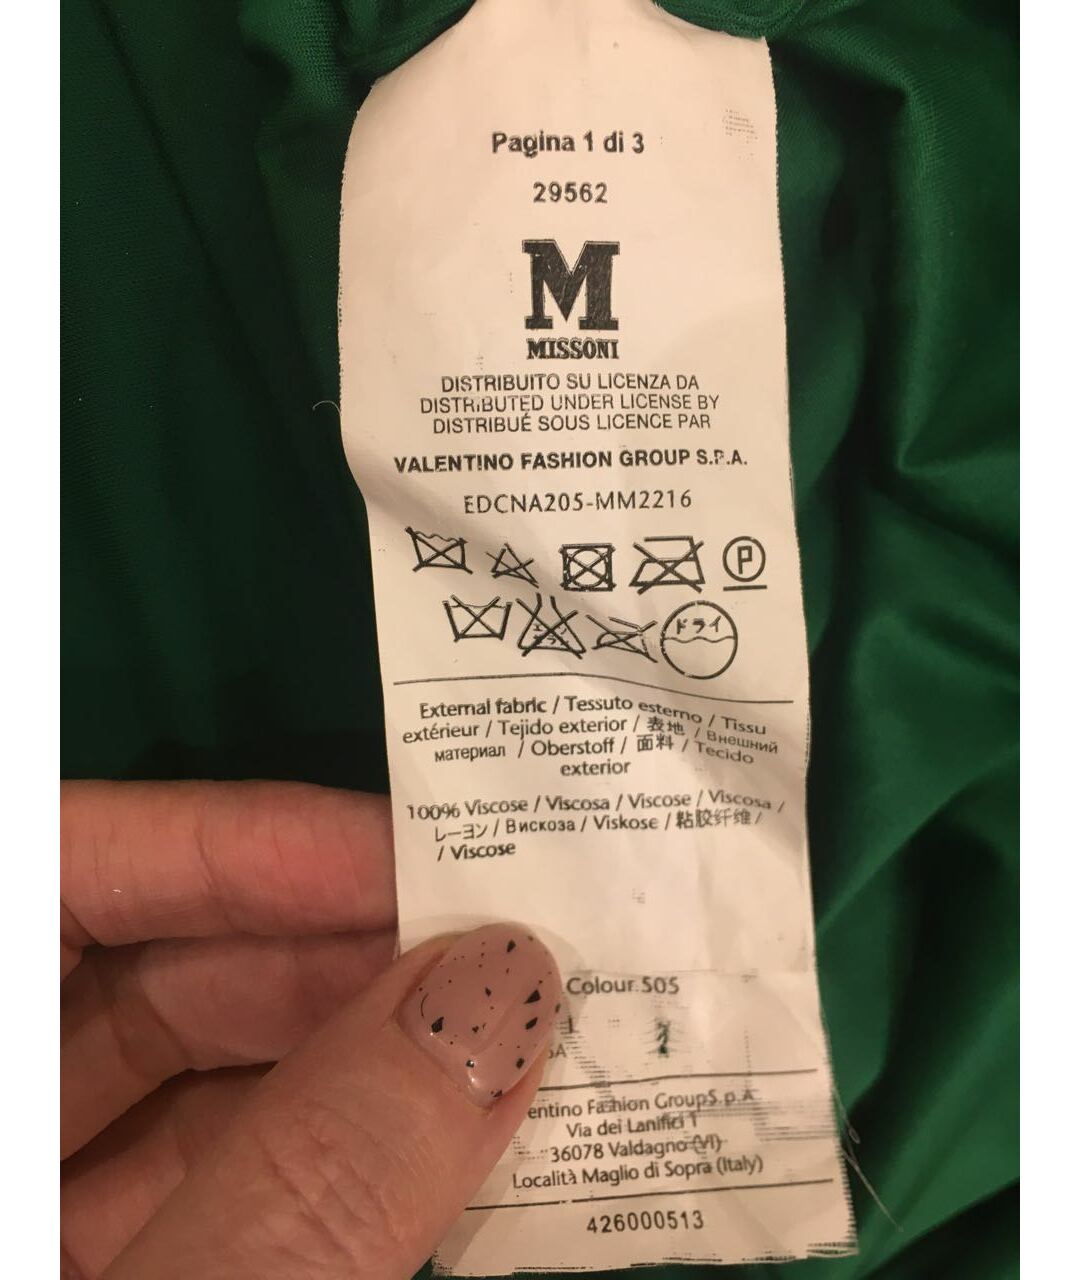 Pagina 1 di 3
29562
M
MISSONI
DISTRIBUITO SU LICENZA DA
DISTRIBUTED UNDER LICENSE BY
DISTRIBUÉ SOUS LICENCE PAR
VALENTINO FASHION GROUP S.P.A.
EDCNA205-MM2216
P
ドライ
External fabric / Tessuto esterno / Tissu
extérieur / Tejido exterior / 表地 / Внешний
материал / Oberstoff / 面料 / Tecido
exterior
100% Viscose / Viscosa / Viscose / Viscosa /
レーヨン / Вискоза / Viskose / 粘胶纤维 /
/ Viscose
Colour 505
entino Fashion GroupS.p.A.
Via dei Lanifici 1
36078 Valdagno (VI)
Località Maglio di Sopra (Italy)
426000513